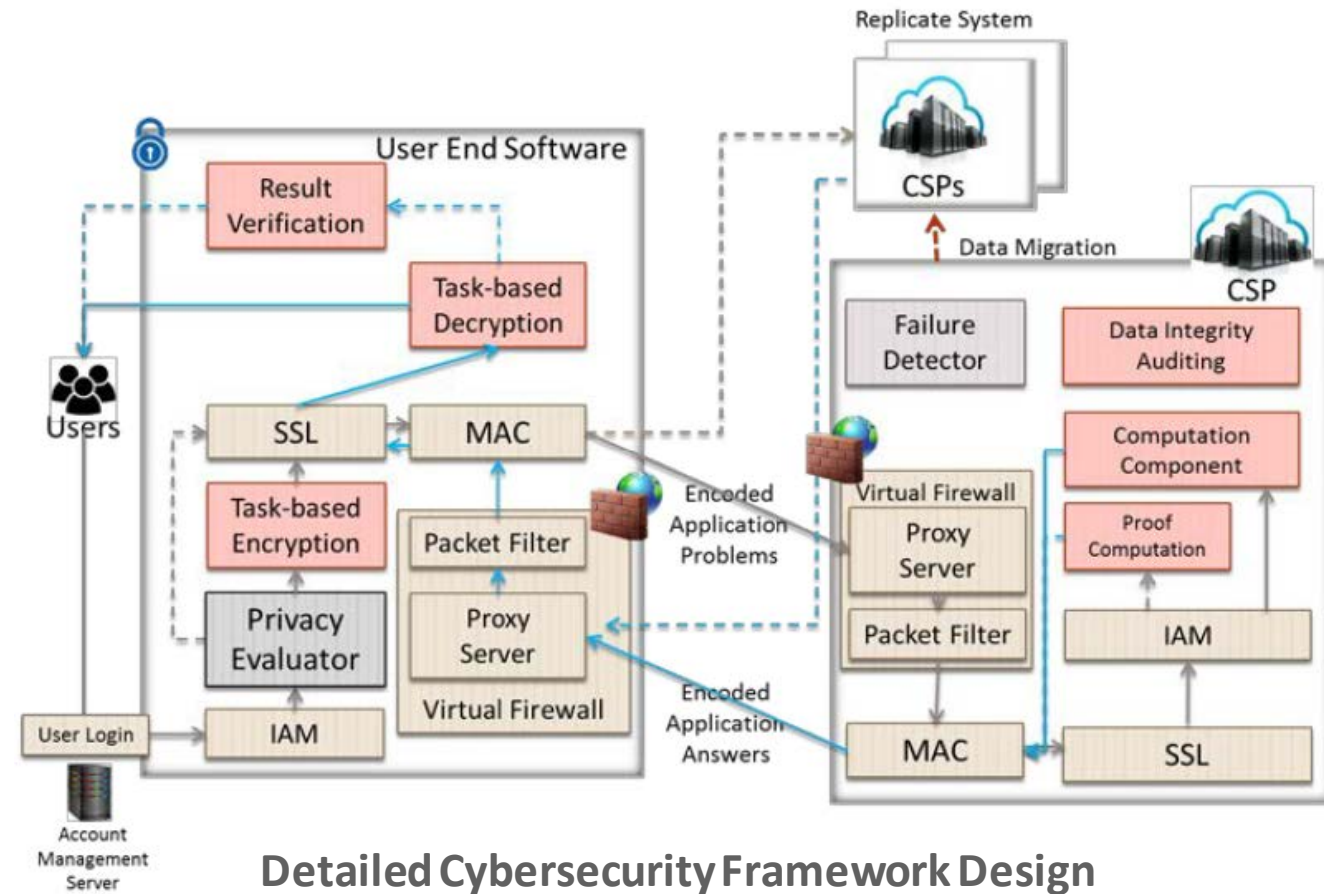 Replicate System
CSPs
User End Software
Result
Verification
Data Migration
CSP
Task-based
Decryption
Failure
Detector
Data Integrity
Auditing
Users
SSL
MAC
Computation
Component
Task-based
Encryption
Packet Filter
Encoded
Application
Problems
Virtual Firewall
Proxy
Server
Proof
Computation
Privacy
Evaluator
Proxy
Server
Packet Filter
IAM
Virtual Firewall
Encoded
Application
Answers
User Login
IAM
MAC
SSL
Account
Management
Server
Detailed Cybersecurity Framework Design